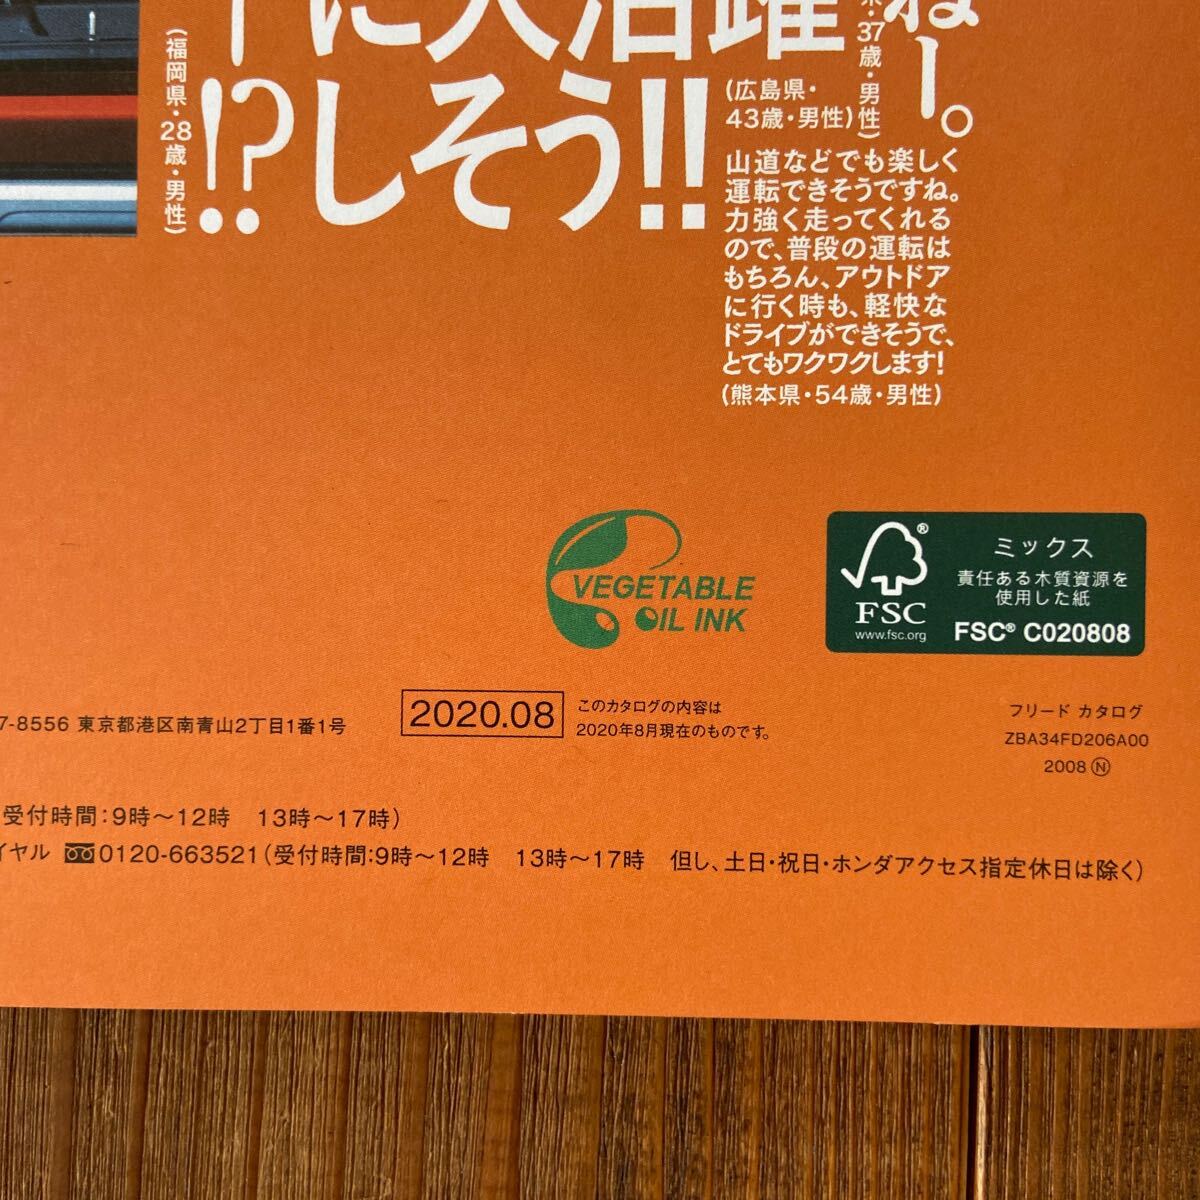 に大活躍
!?しそう!!
ねー。
37歳・男性)
(福岡県・28歳・男性)
(広島県・
43歳・男性)
山道などでも楽しく
運転できそうですね。
力強く走ってくれる
ので、普段の運転は
もちろん、アウトドア
に行く時も、軽快な
ドライブができそうで、
とてもワクワクします!
(熊本県・54歳・男性)
VEGETABLE
OIL INK
FSC
www.fsc.org
ミックス
責任ある木質資源を
使用した紙
FSC® C020808
7-8556 東京都港区南青山2丁目1番1号
2020.08
このカタログの内容は
2020年8月現在のものです。
フリード カタログ
ZBA34FD206A00
2008 Ⓝ
受付時間:9時〜12時 13時〜17時)
イヤル 0120-663521(受付時間:9時〜12時 13時〜17時 但し、土日・祝日・ホンダアクセス指定休日は除く)